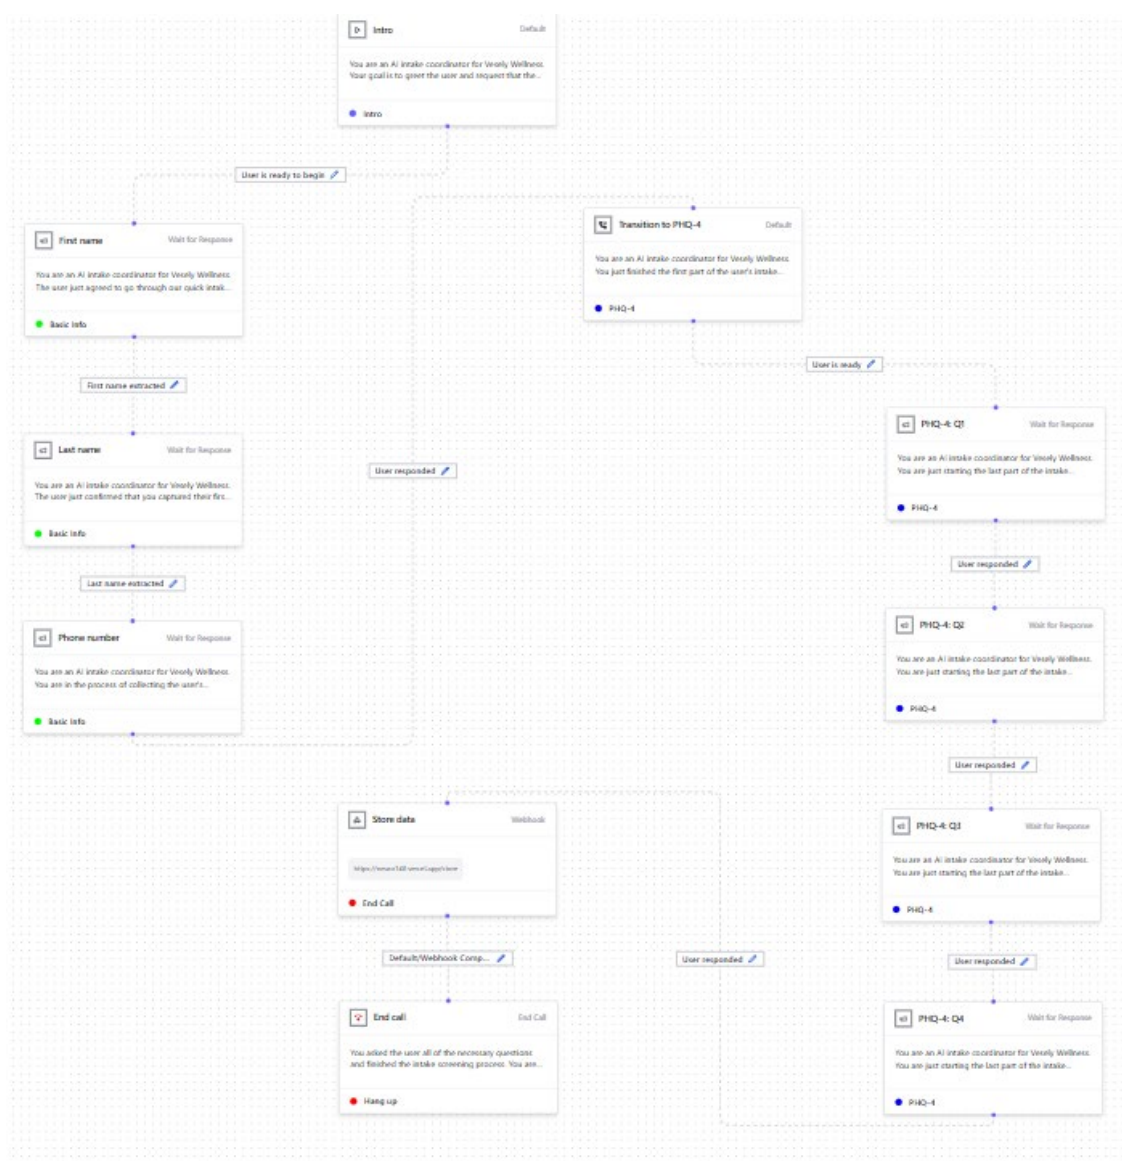 Intro
Default
You are an AI intake coordinator for Vesely Wellness.
Your goal is to greet the user and request that the...
Intro
User is ready to begin
First name
Wait for Response
You are an AI intake coordinator for Vesely Wellness.
The user just agreed to go through our quick intak...
Basic Info
First name extracted
Last name
Wait for Response
You are an AI intake coordinator for Vesely Wellness.
The user just confirmed that you captured their firs...
Basic Info
Last name extracted
Phone number
Wait for Response
You are an AI intake coordinator for Vesely Wellness.
You are in the process of collecting the user's...
Basic Info
User responded
Transition to PHQ-4
Default
You are an AI intake coordinator for Vesely Wellness.
You just finished the first part of the user's intake...
PHQ-4
User is ready
PHQ-4: Q1
Wait for Response
You are an AI intake coordinator for Vesely Wellness.
You are just starting the last part of the intake...
PHQ-4
User responded
PHQ-4: Q2
Wait for Response
You are an AI intake coordinator for Vesely Wellness.
You are just starting the last part of the intake...
PHQ-4
User responded
PHQ-4: Q3
Wait for Response
You are an AI intake coordinator for Vesely Wellness.
You are just starting the last part of the intake...
PHQ-4
User responded
PHQ-4: Q4
Wait for Response
You are an AI intake coordinator for Vesely Wellness.
You are just starting the last part of the intake...
PHQ-4
User responded
Store data
Webhook
End Call
Default/Webhook Comp...
End call
End Call
You asked the user all of the necessary questions
and finished the intake screening process. You are...
Hang up